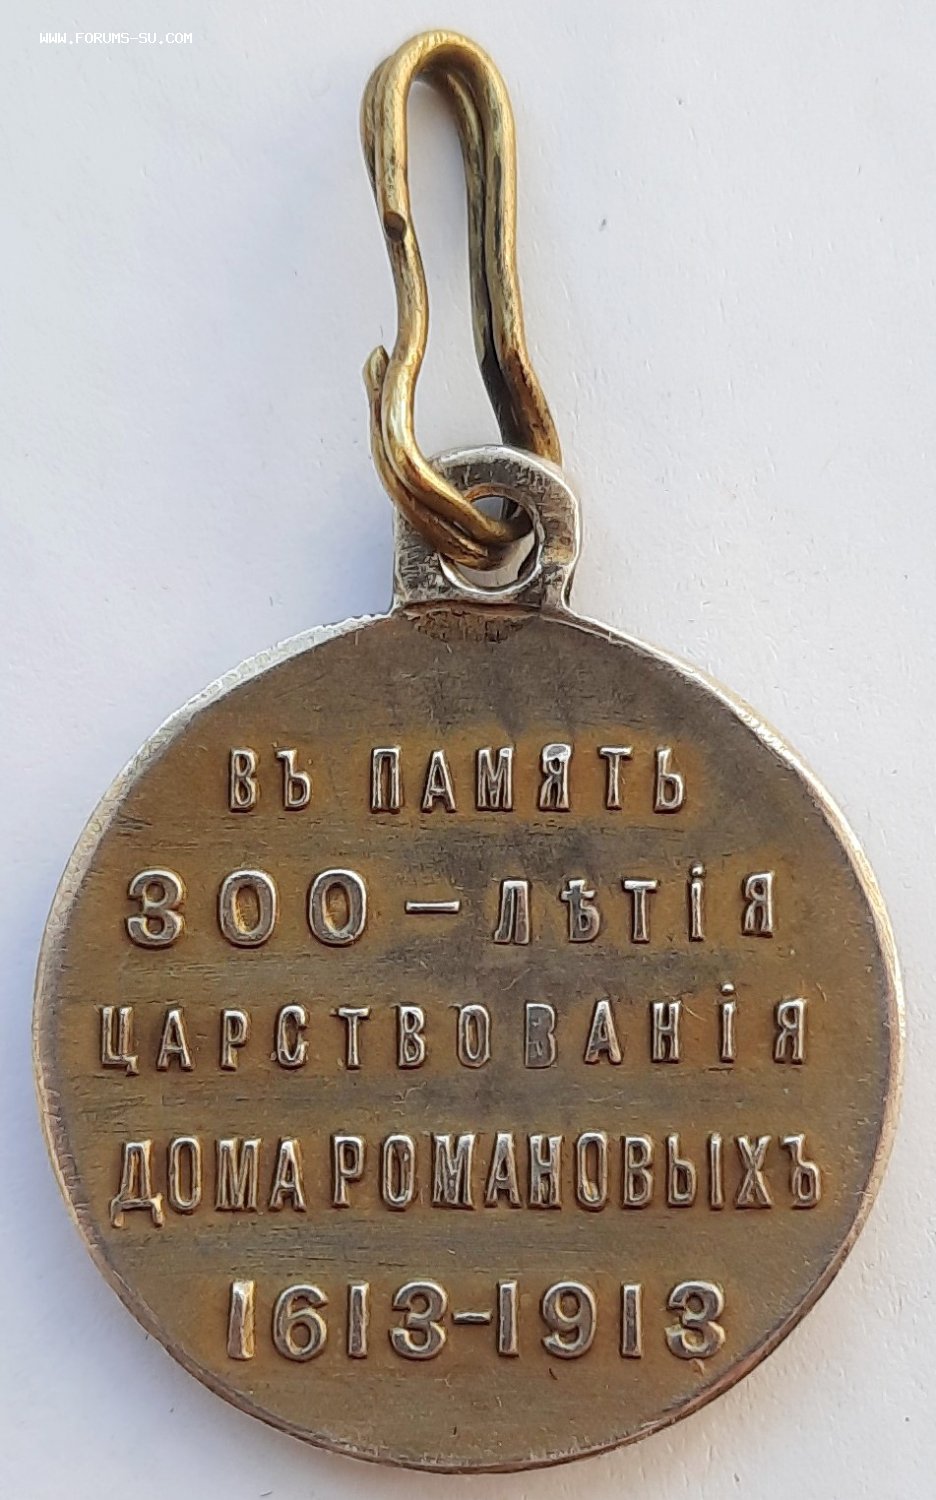 WWW.FORUMS-SU.COM
ВЪ ПАМЯТЬ
300-ЛѢТІЯ
ЦАРСТВОВАНІЯ
ДОМА РОМАНОВЫХЪ
1613-1913